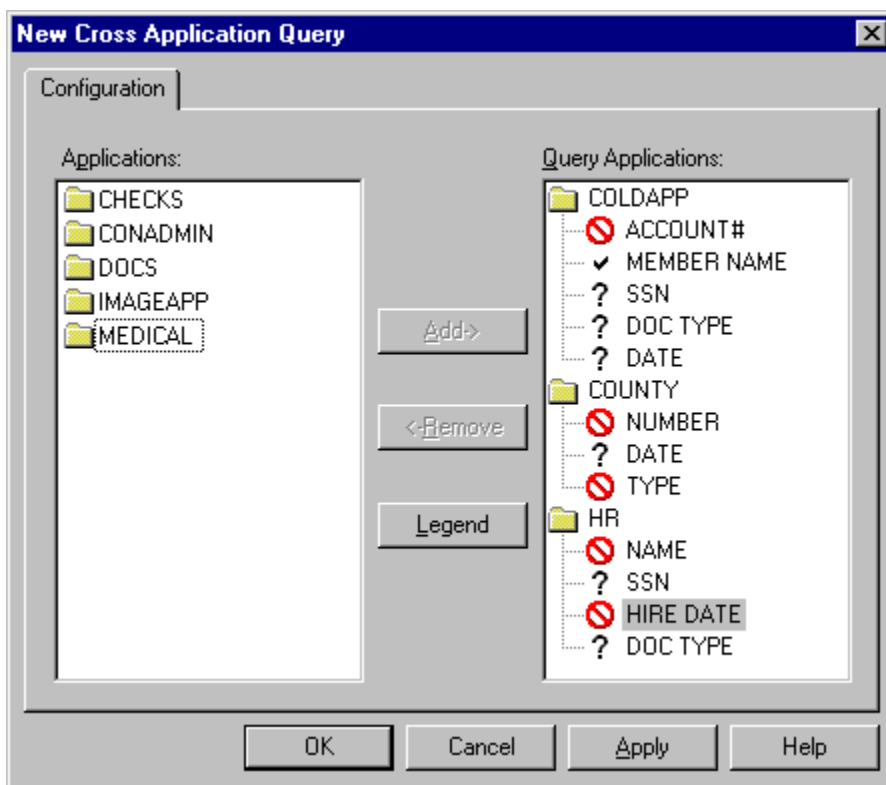 New Cross Application Query
Configuration
Applications:
CHECKS
CONADMIN
DOCS
IMAGEAPP
MEDICAL
Add->
<-Remove
Legend
Query Applications:
COLDAPP
ACCOUNT#
MEMBER NAME
? SSN
? DOC TYPE
? DATE
COUNTY
NUMBER
? DATE
TYPE
HR
NAME
? SSN
HIRE DATE
? DOC TYPE
OK
Cancel
Apply
Help